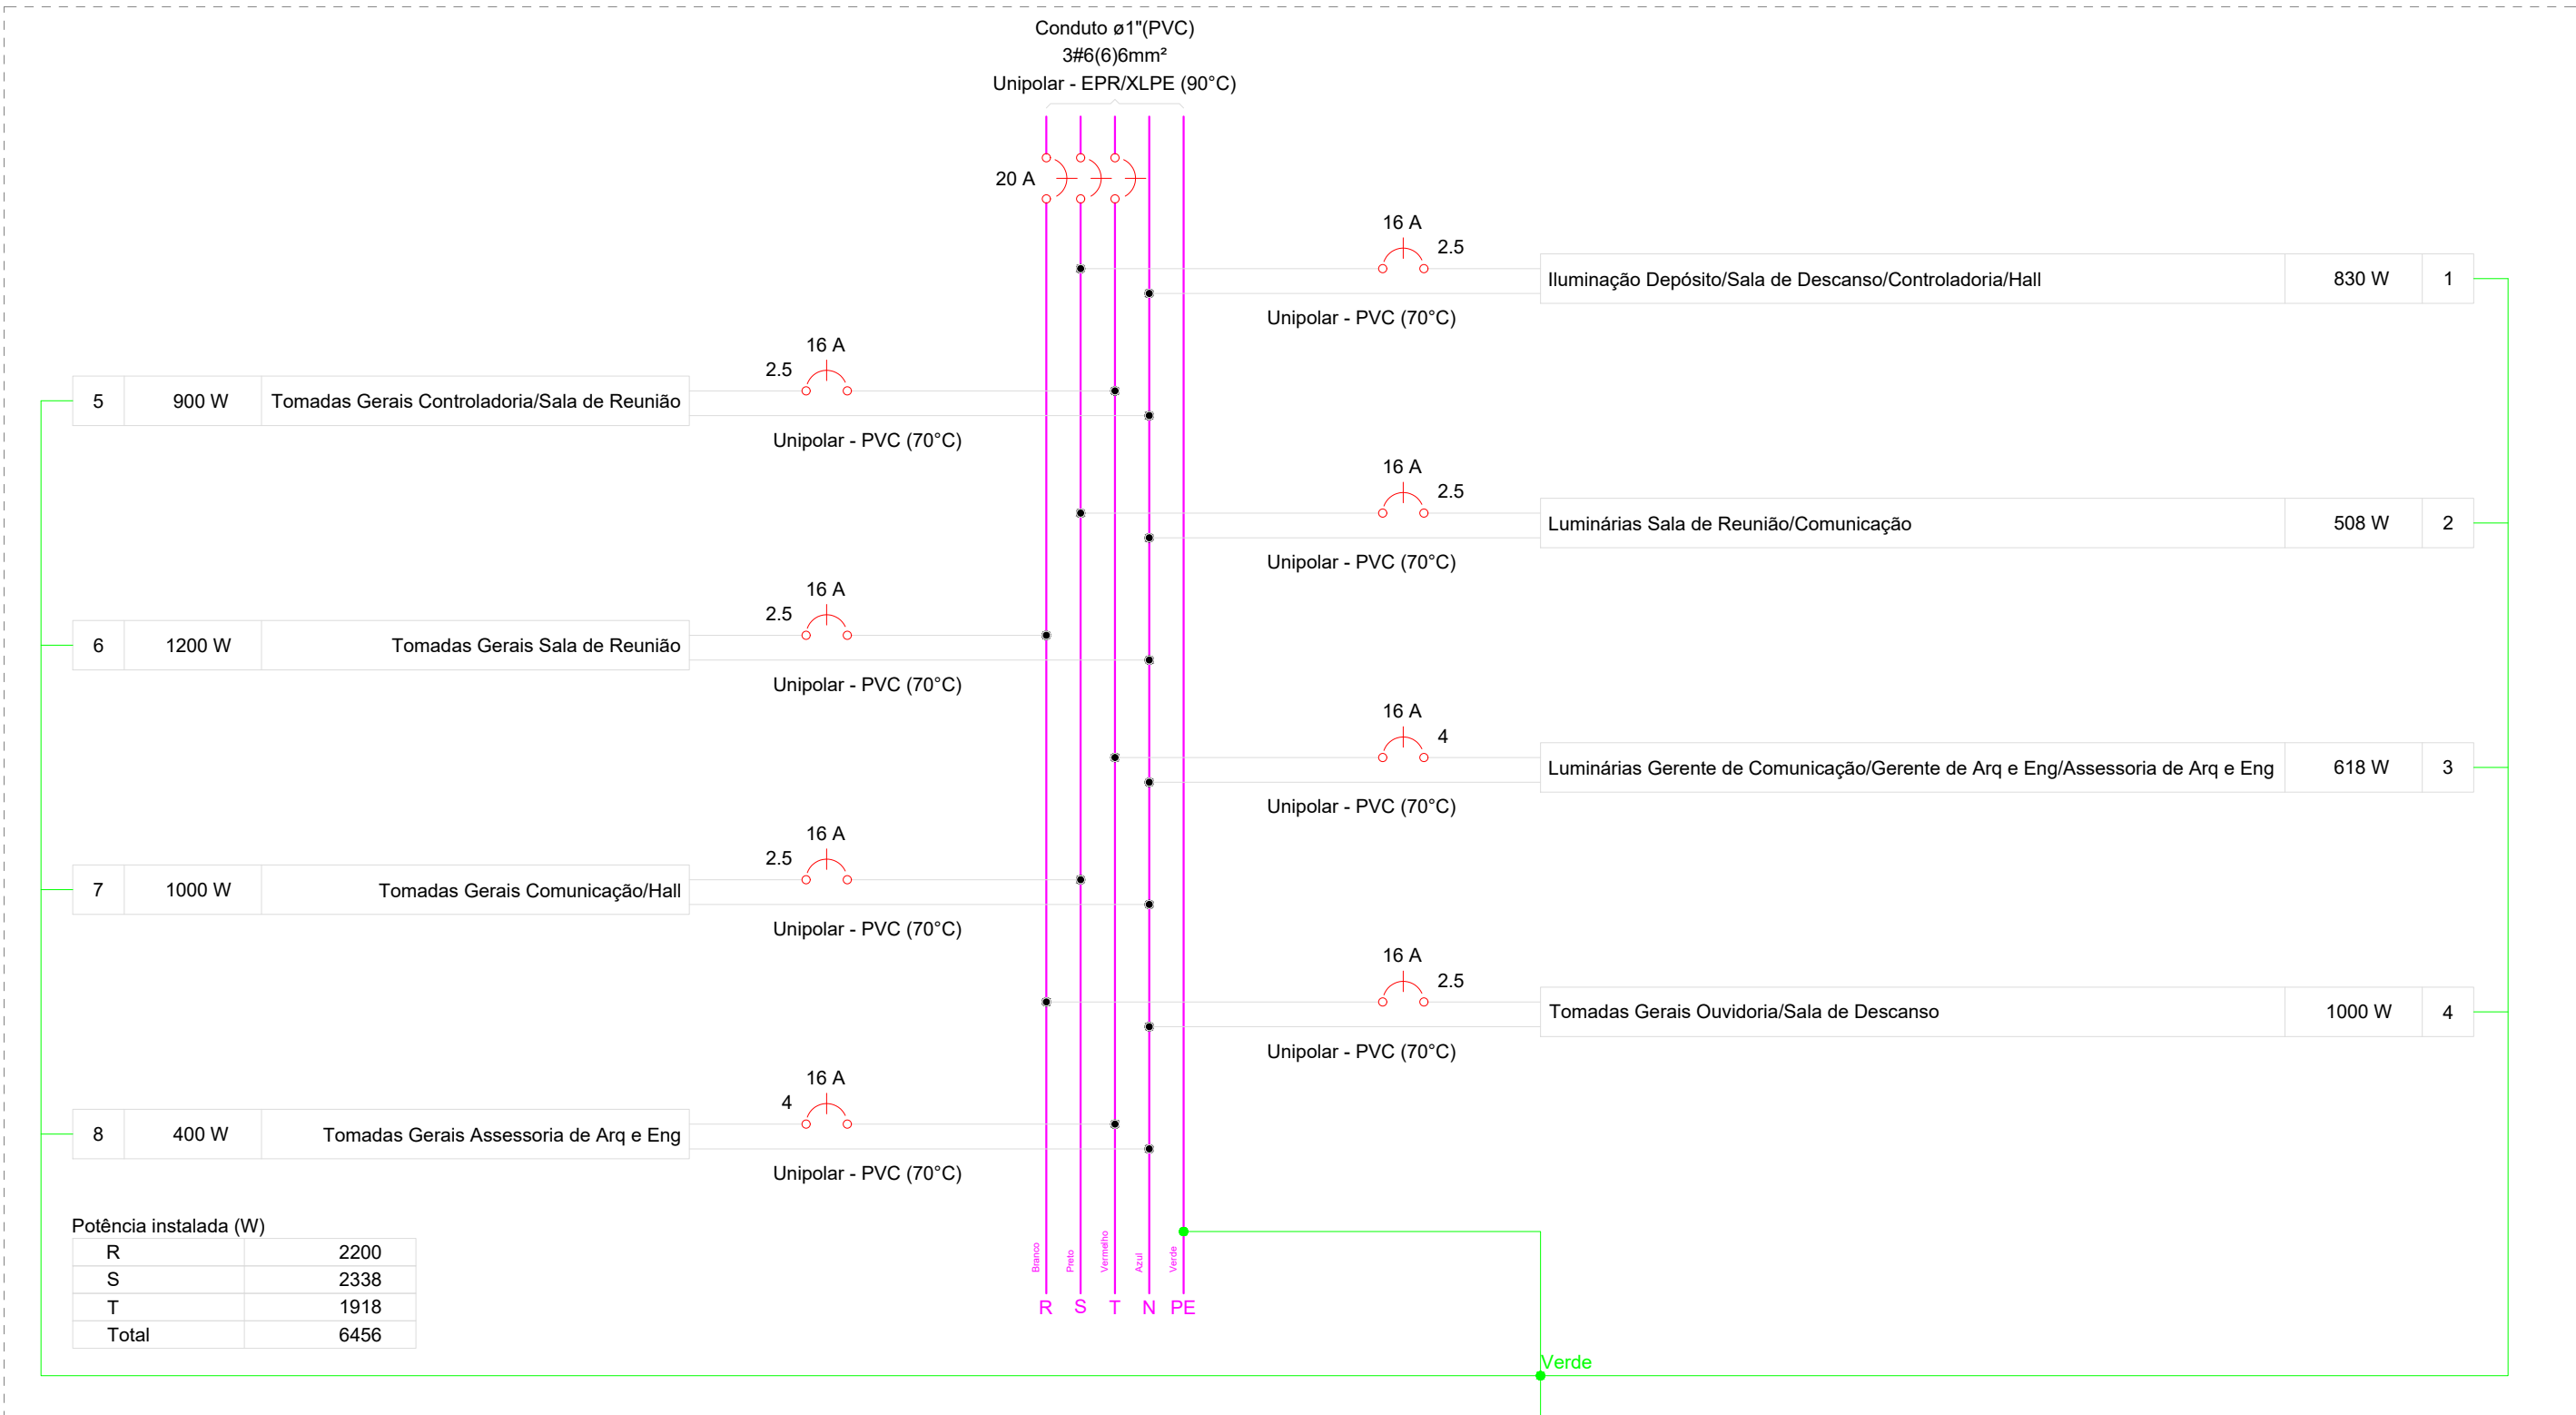 Conduto ø1"(PVC)
3#6(6)6mm²
Unipolar - EPR/XLPE (90°C)
20 A
16 A
2.5
Iluminação Depósito/Sala de Descanso/Controladoria/Hall 830 W 1
Unipolar - PVC (70°C)
16 A
2.5
5 900 W Tomadas Gerais Controladoria/Sala de Reunião
Unipolar - PVC (70°C)
16 A
2.5
Luminárias Sala de Reunião/Comunicação 508 W 2
Unipolar - PVC (70°C)
16 A
2.5
6 1200 W Tomadas Gerais Sala de Reunião
Unipolar - PVC (70°C)
16 A
4
Luminárias Gerente de Comunicação/Gerente de Arq e Eng/Assessoria de Arq e Eng 618 W 3
Unipolar - PVC (70°C)
16 A
2.5
7 1000 W Tomadas Gerais Comunicação/Hall
Unipolar - PVC (70°C)
16 A
2.5
Tomadas Gerais Ouvidoria/Sala de Descanso 1000 W 4
Unipolar - PVC (70°C)
16 A
4
8 400 W Tomadas Gerais Assessoria de Arq e Eng
Unipolar - PVC (70°C)
Potência instalada (W)
R 2200
S 2338
T 1918
Total 6456
Branco
Preto
Vermelho
Azul
Verde
R S T N PE
Verde